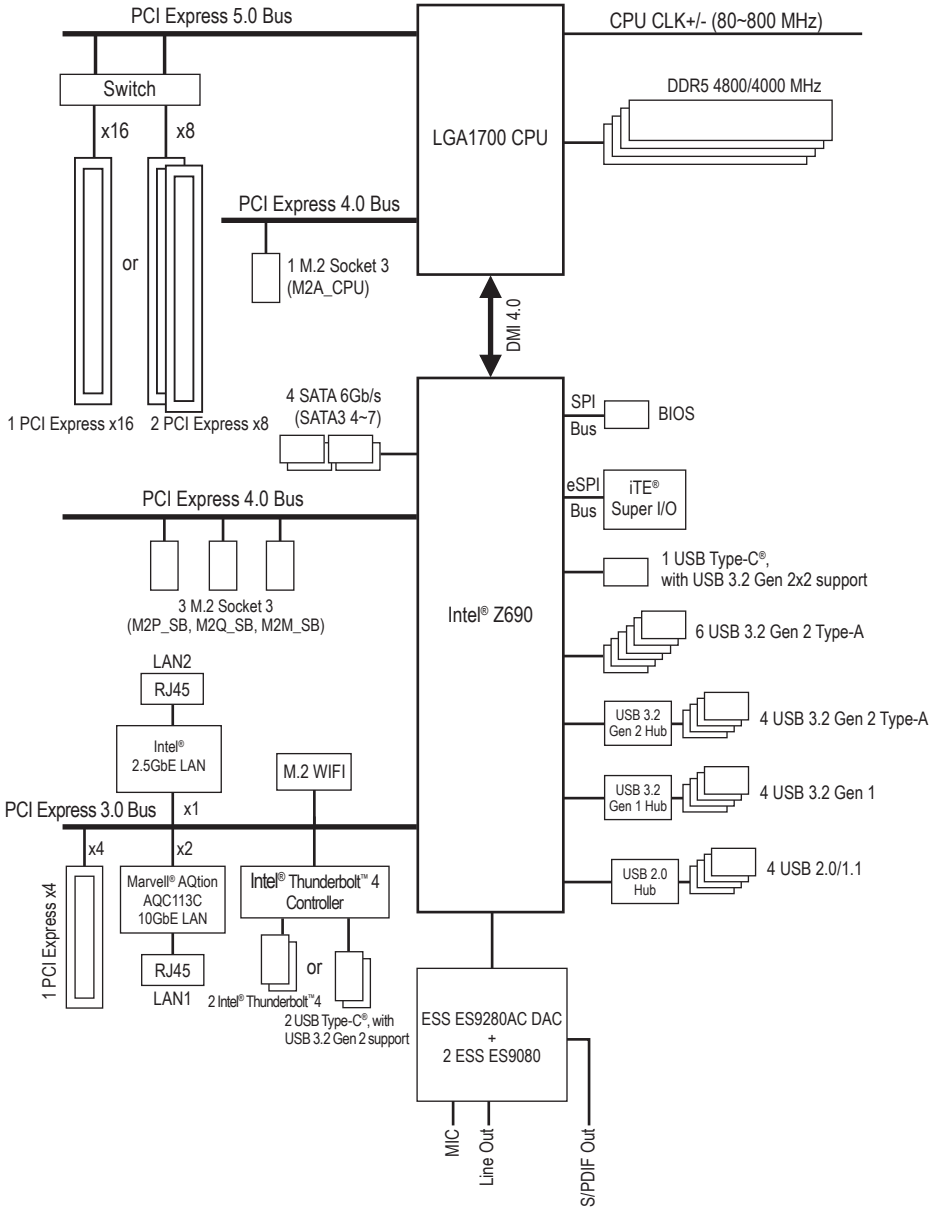 PCI Express 5.0 Bus
CPU CLK+/- (80~800 MHz)
Switch
DDR5 4800/4000 MHz
x16
x8
LGA1700 CPU
PCI Express 4.0 Bus
or
1 M.2 Socket 3
(M2A_CPU)
DMI 4.0
1 PCI Express x16
2 PCI Express x8
4 SATA 6Gb/s
(SATA3 4~7)
SPI
Bus
BIOS
eSPI
Bus
iTE®
Super I/O
PCI Express 4.0 Bus
1 USB Type-C®,
with USB 3.2 Gen 2x2 support
3 M.2 Socket 3
(M2P_SB, M2Q_SB, M2M_SB)
Intel® Z690
6 USB 3.2 Gen 2 Type-A
LAN2
RJ45
USB 3.2
Gen 2 Hub
4 USB 3.2 Gen 2 Type-A
Intel®
2.5GbE LAN
M.2 WIFI
USB 3.2
Gen 1 Hub
4 USB 3.2 Gen 1
PCI Express 3.0 Bus
x1
x4
x2
1 PCI Express x4
Marvell® AQtion
AQC113C
10GbE LAN
Intel® Thunderbolt™ 4
Controller
USB 2.0
Hub
4 USB 2.0/1.1
RJ45
LAN1
or
2 Intel® Thunderbolt™4
2 USB Type-C®, with
USB 3.2 Gen 2 support
ESS ES9280AC DAC
+
2 ESS ES9080
MIC
Line Out
S/PDIF Out